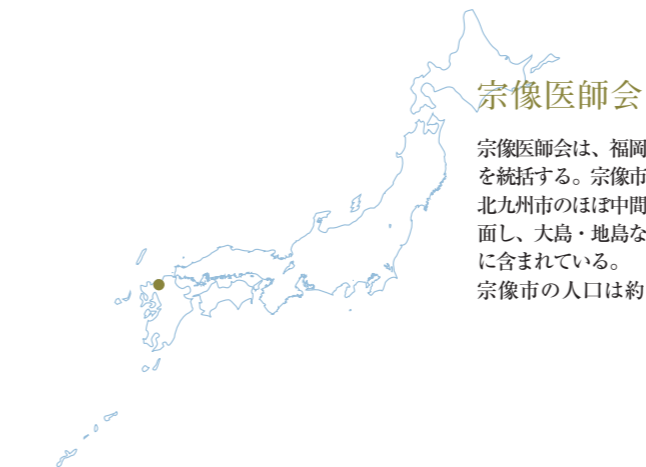 宗像医師会
宗像医師会は、福岡
を統括する。宗像市
北九州市のほぼ中間
面し、大島・地島な
に含まれている。
宗像市の人口は約